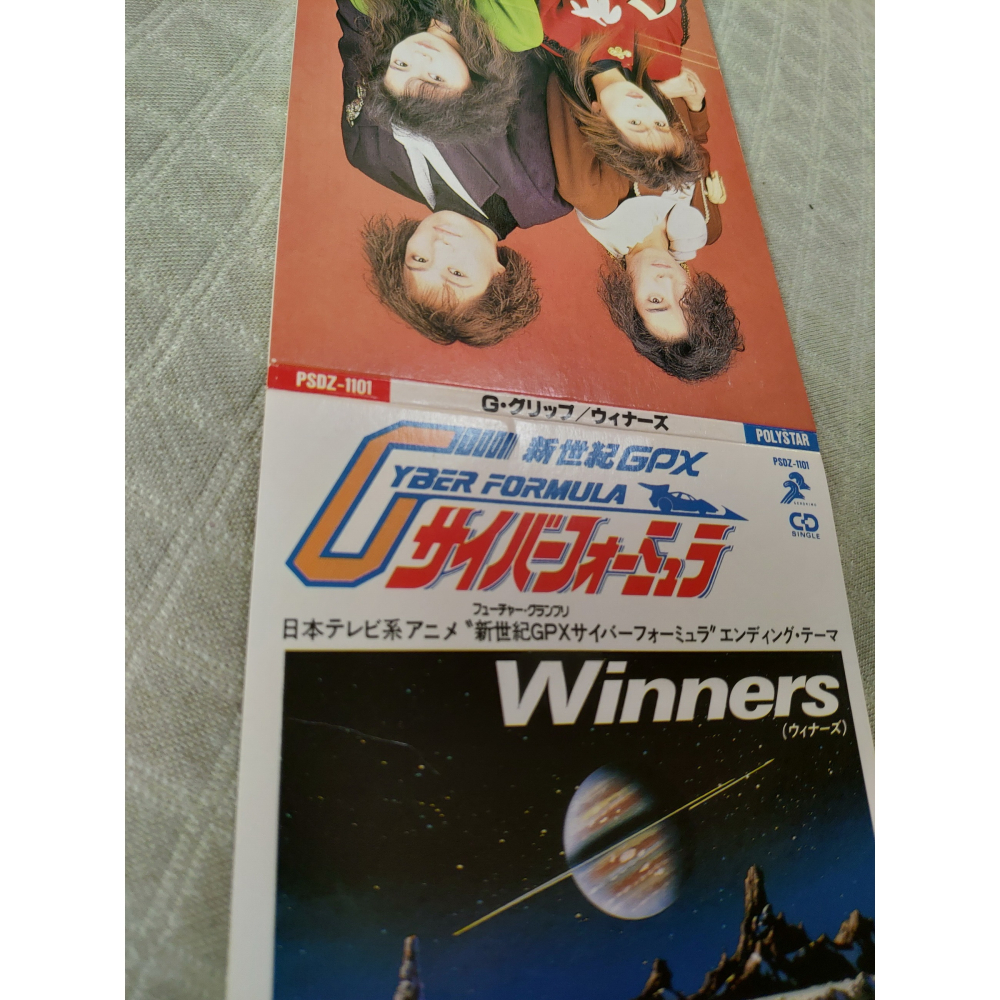 PSDZ-1101
G・グリップ/ウィナーズ
POLYSTAR
新世紀GPX
PSDZ-1101
CYBER FORMULA
サイバーフォーミュラ
CD
SINGLE
フューチャー・グランプリ
日本テレビ系アニメ〝新世紀GPXサイバーフォーミュラ〟エンディング・テーマ
Winners
(ウィナーズ)